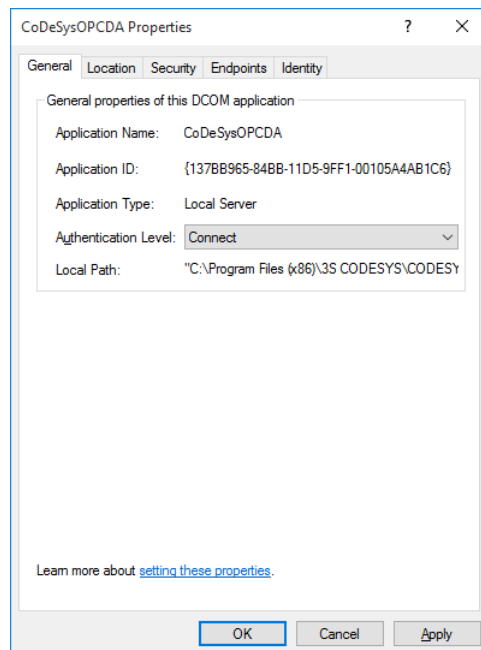 CoDeSysOPCDA Properties
General Location Security Endpoints Identity
General properties of this DCOM application
Application Name: CoDeSysOPCDA
Application ID: {137BB965-84BB-11D5-9FF1-00105A4AB1C6}
Application Type: Local Server
Authentication Level: Connect
Local Path: "C:\Program Files (x86)\3S CODESYS\CODESY
Learn more about setting these properties.
OK Cancel Apply